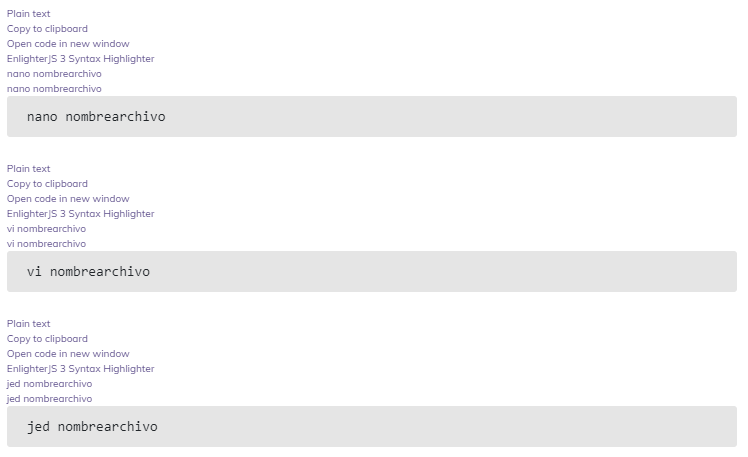 Plain text
Copy to clipboard
Open code in new window
EnlighterJS 3 Syntax Highlighter
nano nombrearchivo
nano nombrearchivo
nano nombrearchivo
Plain text
Copy to clipboard
Open code in new window
EnlighterJS 3 Syntax Highlighter
vi nombrearchivo
vi nombrearchivo
vi nombrearchivo
Plain text
Copy to clipboard
Open code in new window
EnlighterJS 3 Syntax Highlighter
jed nombrearchivo
jed nombrearchivo
jed nombrearchivo